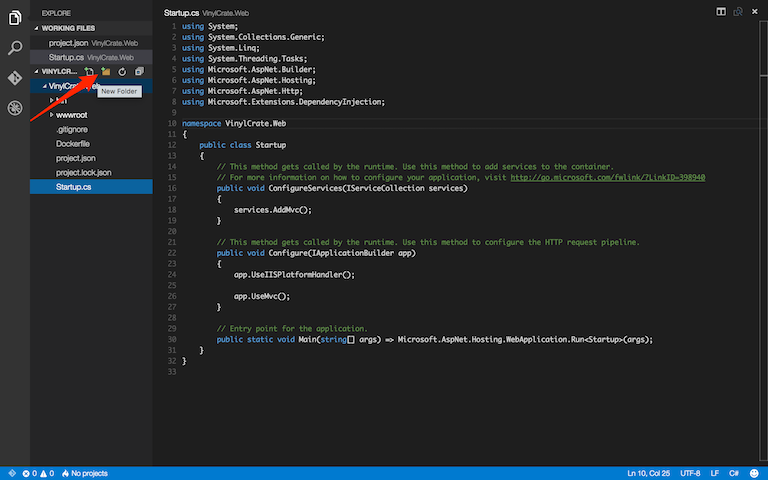 EXPLORE
WORKING FILES
project.json VinylCrate.Web
Startup.cs VinylCrate.Web
VINYLCR...
New Folder
wwwroot
.gitignore
Dockerfile
project.json
project.lock.json
Startup.cs
Startup.cs VinylCrate.Web
1 using System;
2 using System.Collections.Generic;
3 using System.Linq;
4 using System.Threading.Tasks;
5 using Microsoft.AspNet.Builder;
6 using Microsoft.AspNet.Hosting;
7 using Microsoft.AspNet.Http;
8 using Microsoft.Extensions.DependencyInjection;
9
10 namespace VinylCrate.Web
11 {
12 public class Startup
13 {
14 // This method gets called by the runtime. Use this method to add services to the container.
15 // For more information on how to configure your application, visit http://go.microsoft.com/fwlink/?LinkID=398940
16 public void ConfigureServices(IServiceCollection services)
17 {
18 services.AddMvc();
19 }
20
21 // This method gets called by the runtime. Use this method to configure the HTTP request pipeline.
22 public void Configure(IApplicationBuilder app)
23 {
24 app.UseIISPlatformHandler();
25
26 app.UseMvc();
27 }
28
29 // Entry point for the application.
30 public static void Main(string[] args) => Microsoft.AspNet.Hosting.WebApplication.Run<Startup>(args);
31 }
32 }
33
0 0 No projects
Ln 10, Col 25 UTF-8 LF C#